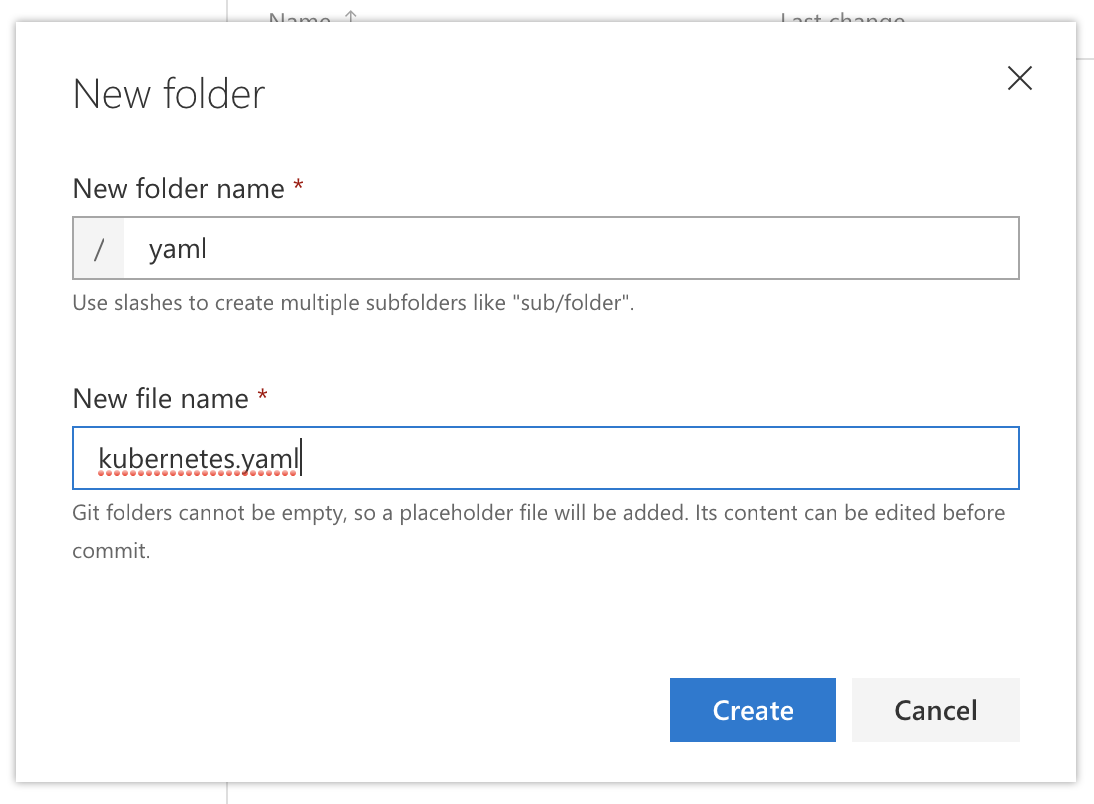 Name ↑ Last change
New folder
New folder name *
/ yaml
Use slashes to create multiple subfolders like "sub/folder".
New file name *
kubernetes.yaml
Git folders cannot be empty, so a placeholder file will be added. Its content can be edited before
commit.
Create Cancel